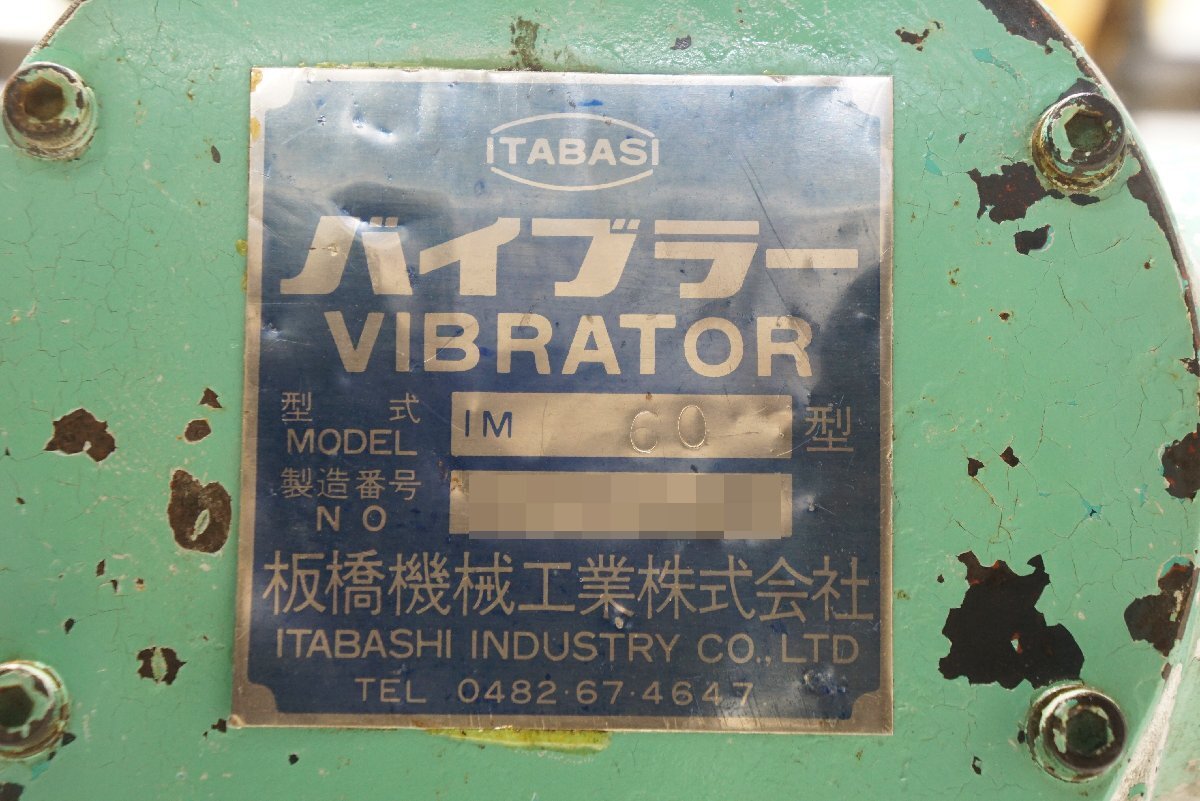 ITABASI
バイブラー
VIBRATOR
型式 IM 60 型
MODEL
製造番号
NO
板橋機械工業株式会社
ITABASHI INDUSTRY CO., LTD
TEL 0482・67・4647